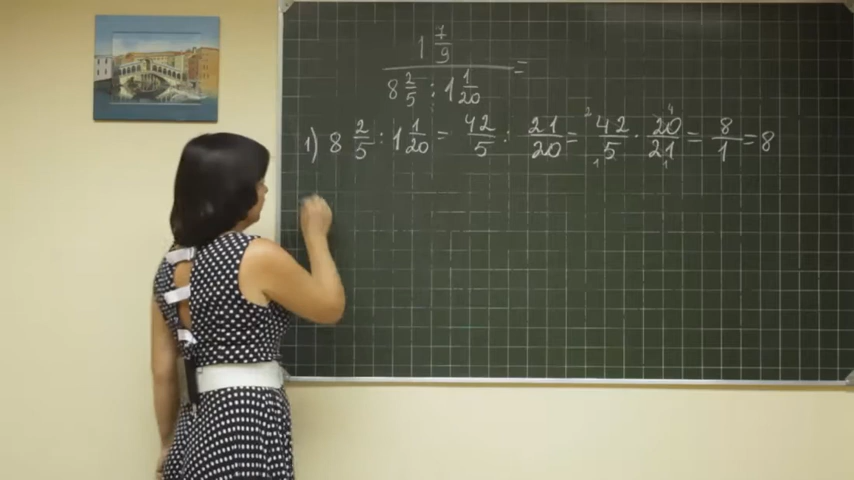 1 7/9
8 2/5 : 1 1/20 =
1) 8 2/5 : 1 1/20 = 42/5 : 21/20 = 42/5 · 20/21 = 8/1 = 8